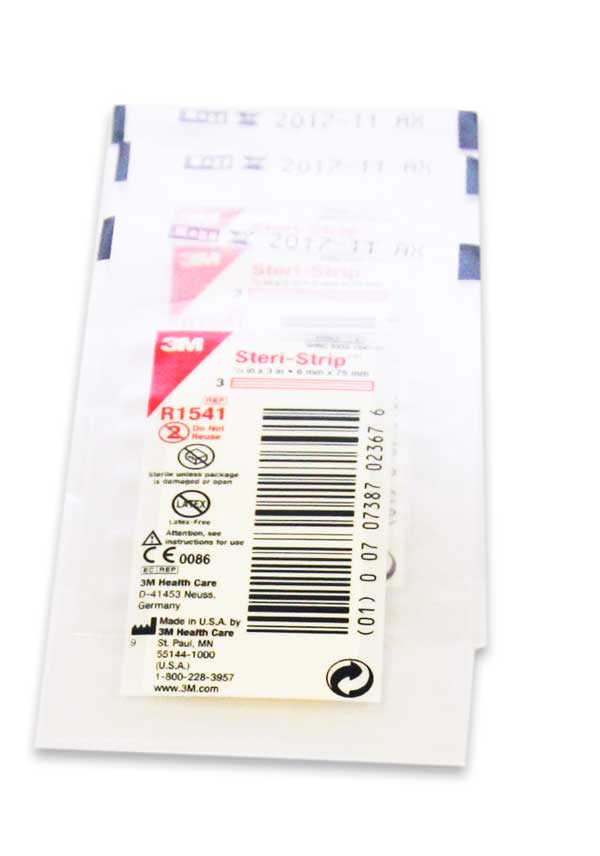 LOT 2017-11 AX
LOT 2017-11 AX
2017-11 AX
3M
Steri-Strip
3M
Steri-Strip™
¼ in x 3 in • 6 mm x 75 mm
3
REF
R1541
2 Do Not
Reuse
Sterile unless package
is damaged or open
LATEX
Latex-Free
Attention, see
instructions for use
CE 0086
EC REP
3M Health Care
D-41453 Neuss,
Germany
Made in U.S.A. by
3M Health Care
9
St. Paul, MN
55144-1000
(U.S.A.)
1-800-228-3957
www.3M.com
(01) 0 07 07387 02367 6